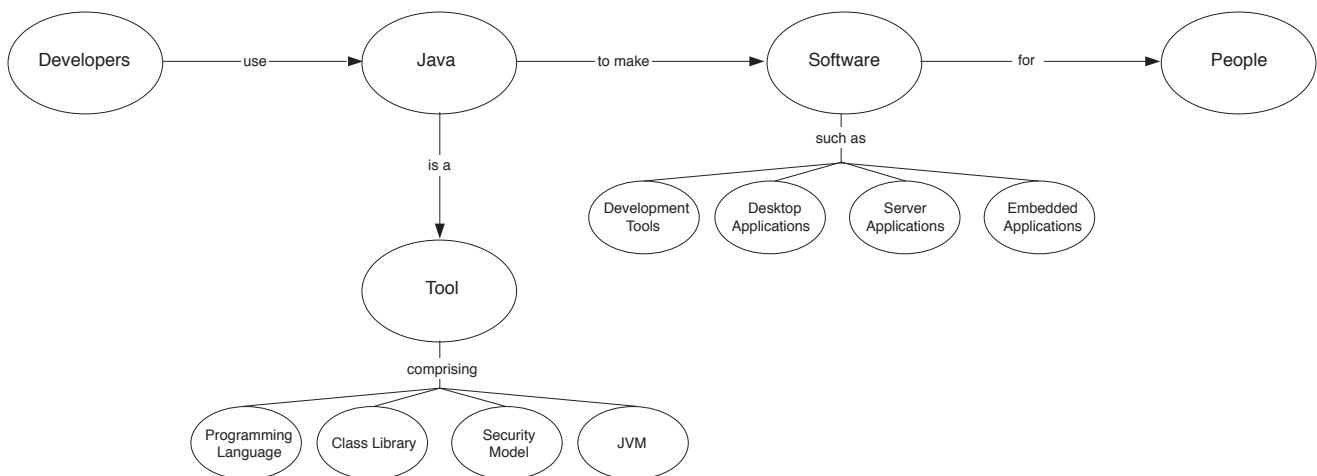 Developers
use
Java
to make
Software
for
People
is a
such as
Development
Tools
Desktop
Applications
Server
Applications
Embedded
Applications
Tool
comprising
Programming
Language
Class Library
Security
Model
JVM